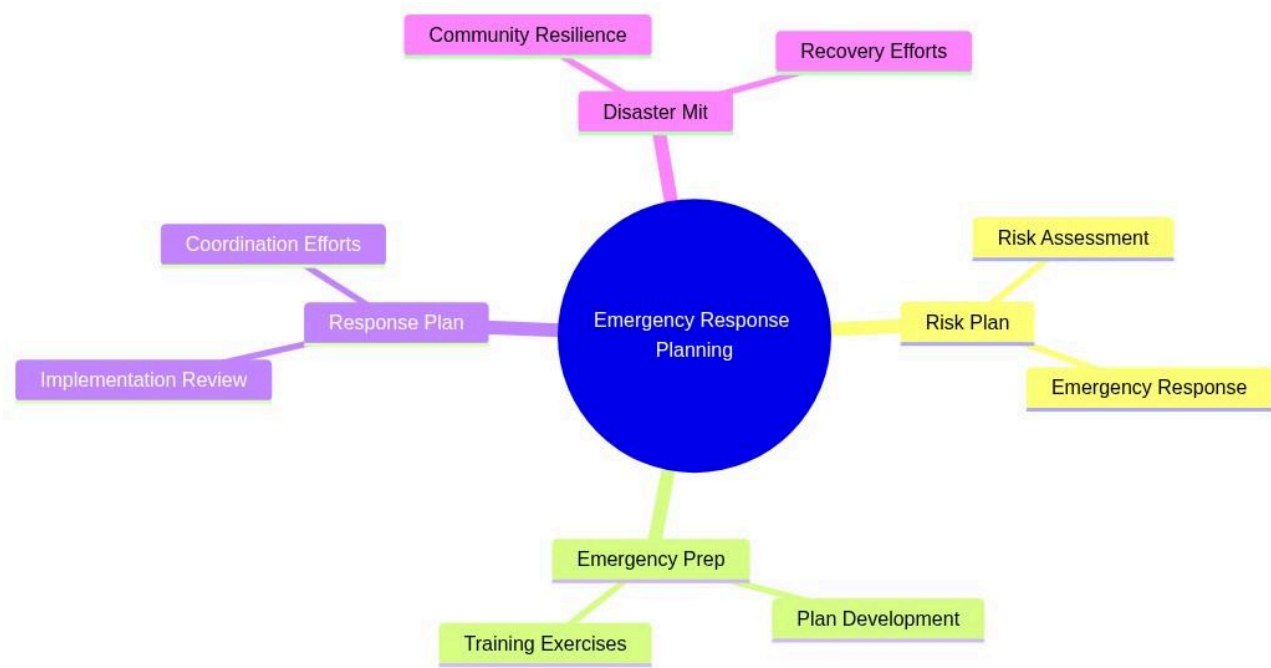 Community Resilience
Recovery Efforts
Disaster Mit
Coordination Efforts
Risk Assessment
Response Plan
Emergency Response
Planning
Risk Plan
Implementation Review
Emergency Response
Emergency Prep
Training Exercises
Plan Development